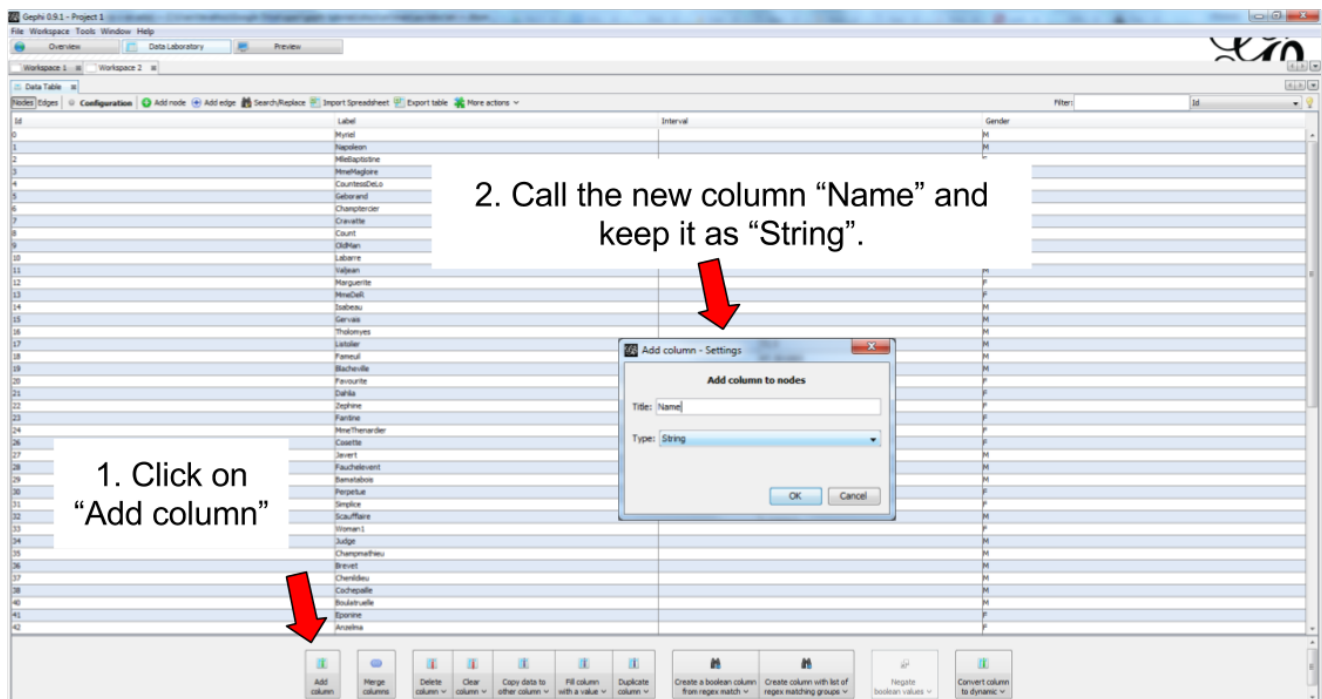 Gephi 0.9.1 - Project 1
File Workspace Tools Window Help
Overview Data Laboratory Preview
Workspace 1 Workspace 2
Data Table
Nodes Edges Configuration Add node Add edge Search/Replace Import Spreadsheet Export table More actions Filter: Id
Id Label Interval Gender
0 Myriel M
1 Napoleon M
2 MlleBaptistine F
3 MmeMagloire
4 CountessDeLo
5 Geborand
6 Champtercier
7 Cravatte
8 Count
9 OldMan
10 Labarre
11 Valjean M
12 Marguerite F
13 MmeDeR F
14 Isabeau M
15 Gervais M
16 Tholomyes M
17 Listolier M
18 Fameuil M
19 Blacheville M
20 Favourite F
21 Dahlia F
22 Zephine F
23 Fantine F
24 MmeThenardier F
26 Cosette F
27 Javert M
28 Fauchelevent M
29 Bamatabois M
30 Perpetue F
31 Simplice F
32 Scaufflaire M
33 Woman1 F
34 Judge M
35 Champmathieu M
36 Brevet M
37 Chenildieu M
38 Cochepaille M
40 Boulatruelle M
41 Eponine F
42 Anzelma F
2. Call the new column “Name” and
keep it as “String”.
Add column - Settings
Add column to nodes
Title: Name
Type: String
OK Cancel
1. Click on
“Add column”
Add column
Merge columns
Delete column
Clear column
Copy data to other column
Fill column with a value
Duplicate column
Create a boolean column from regex match
Create column with list of regex matching groups
Negate boolean values
Convert column to dynamic